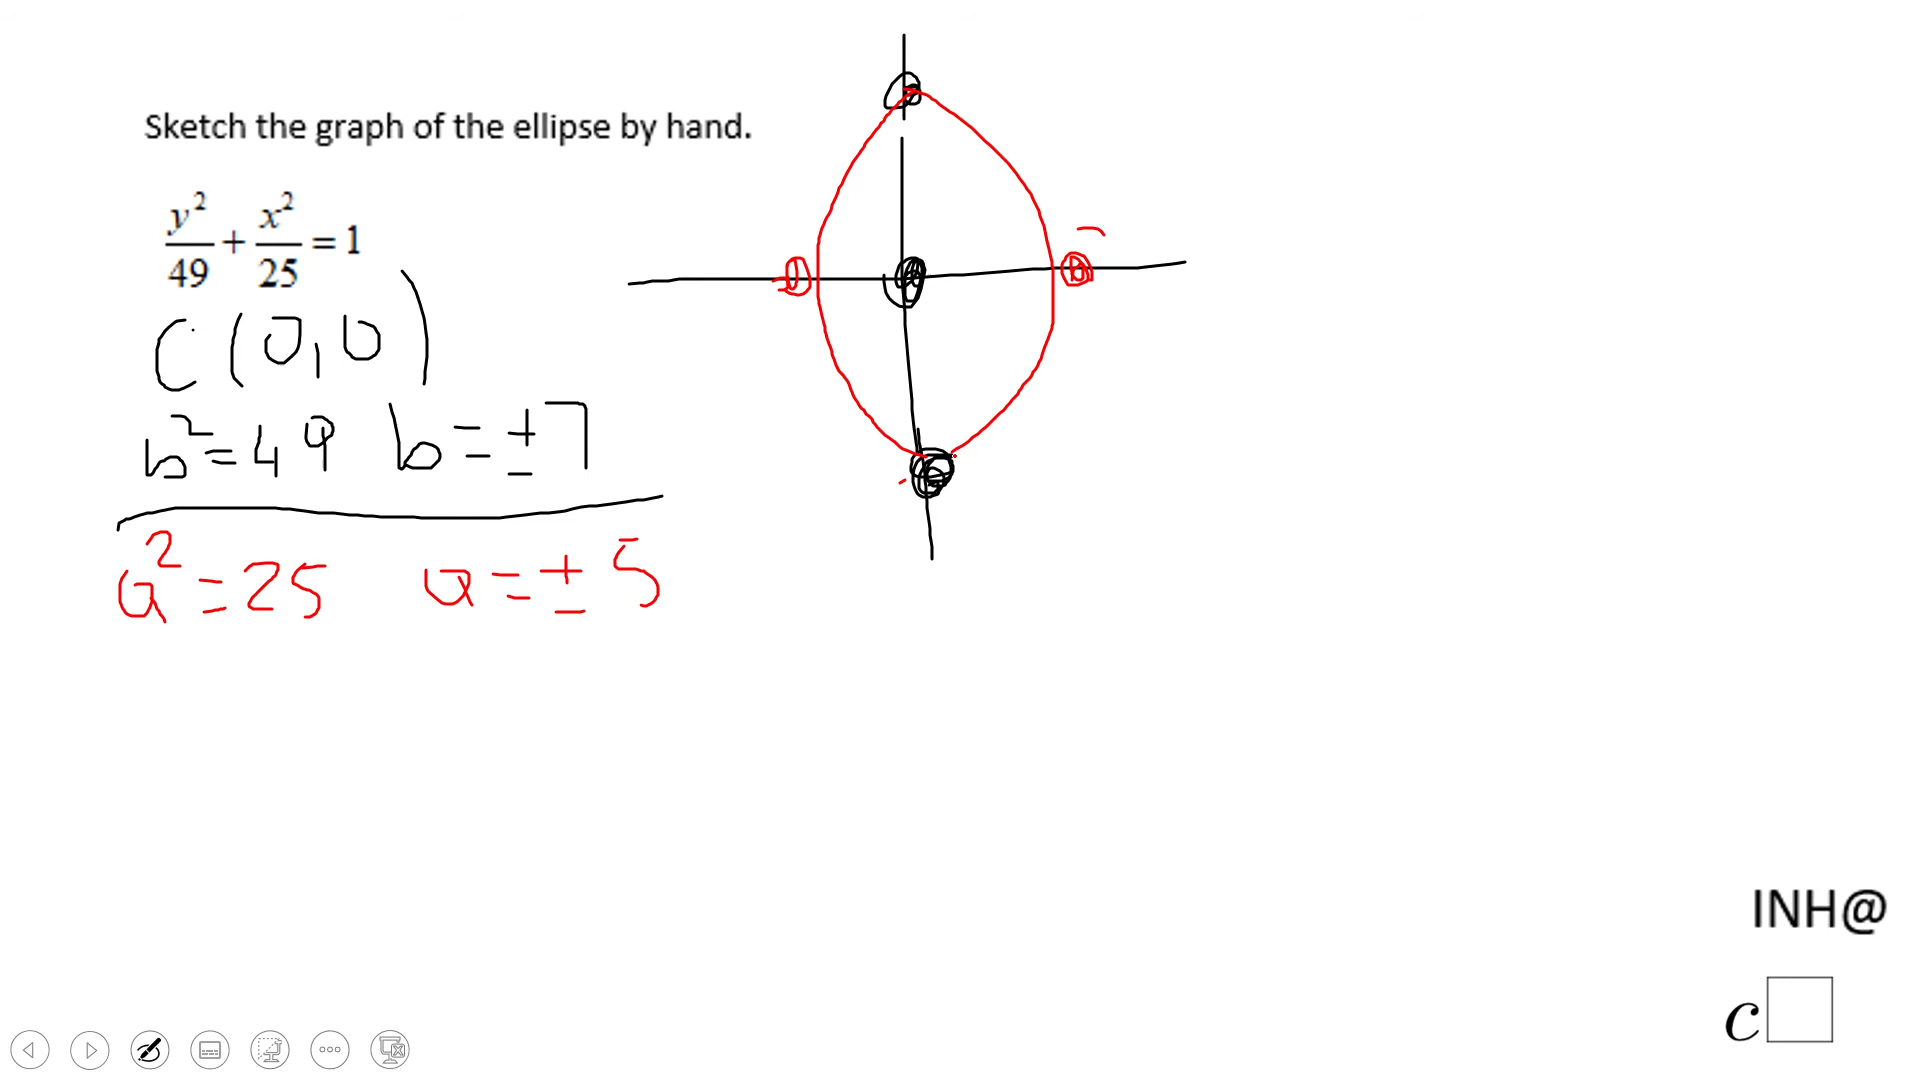 Sketch the graph of the ellipse by hand.
y²/49 + x²/25 = 1
C (0,0)
b² = 49 b = ±7
a² = 25 a = ± 5
INH@
c